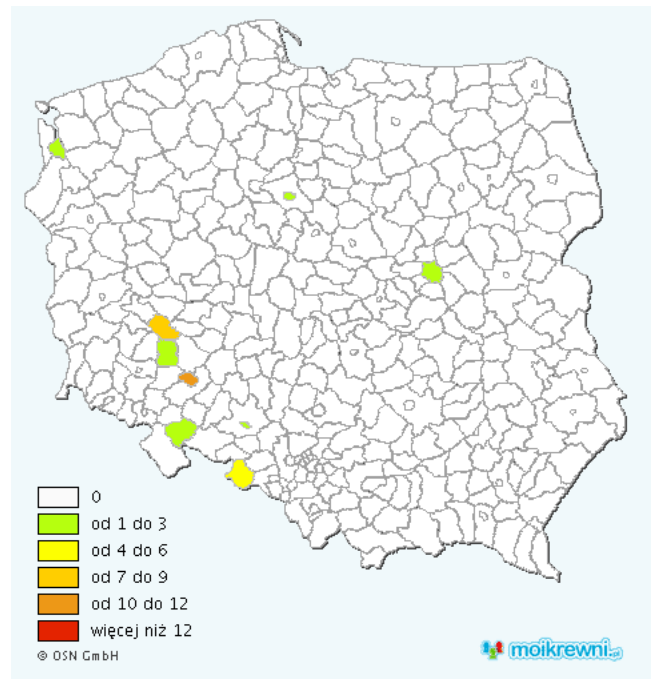 0
od 1 do 3
od 4 do 6
od 7 do 9
od 10 do 12
więcej niż 12
© OSN GmbH
moikrewni.pl